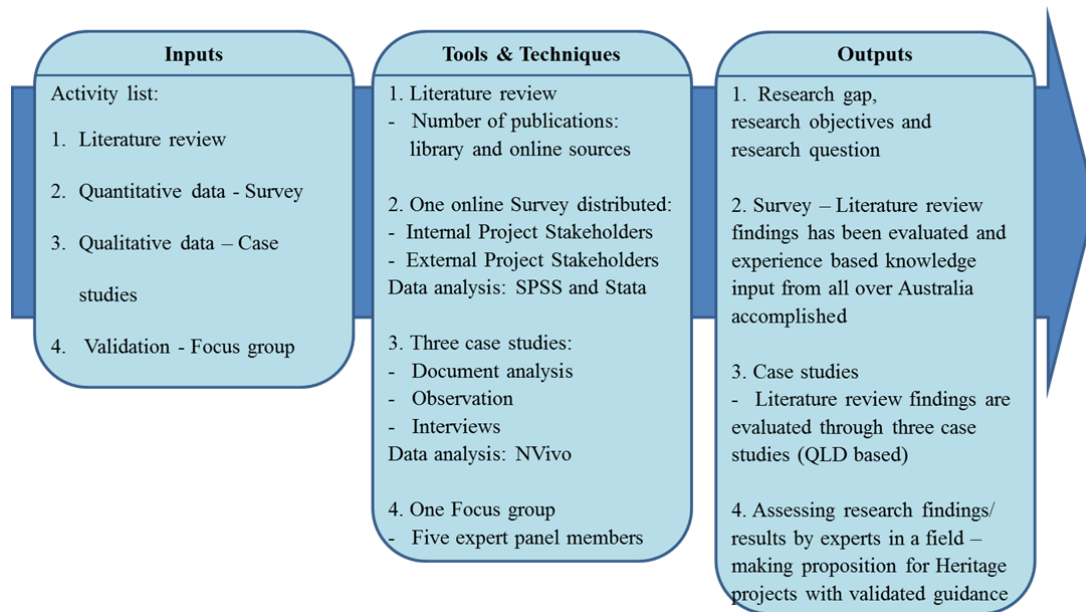 Inputs
Activity list:
1. Literature review
2. Quantitative data - Survey
3. Qualitative data – Case
studies
4. Validation - Focus group
Tools & Techniques
1. Literature review
- Number of publications:
library and online sources
2. One online Survey distributed:
- Internal Project Stakeholders
- External Project Stakeholders
Data analysis: SPSS and Stata
3. Three case studies:
- Document analysis
- Observation
- Interviews
Data analysis: NVivo
4. One Focus group
- Five expert panel members
Outputs
1. Research gap,
research objectives and
research question
2. Survey – Literature review
findings has been evaluated and
experience based knowledge
input from all over Australia
accomplished
3. Case studies
- Literature review findings are
evaluated through three case
studies (QLD based)
4. Assessing research findings/
results by experts in a field –
making proposition for Heritage
projects with validated guidance